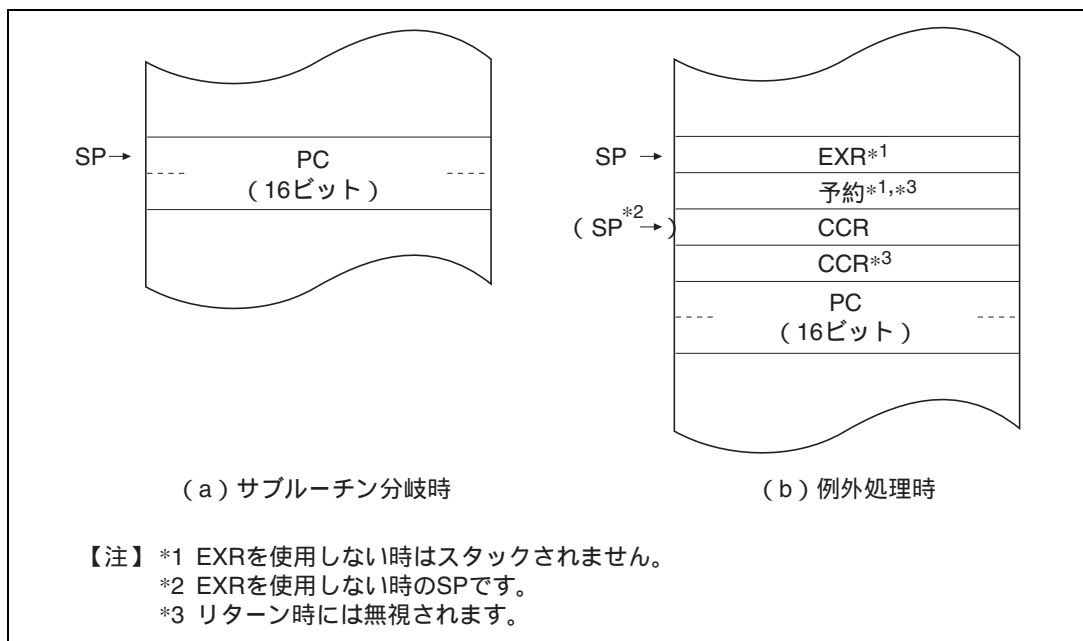 SP→
PC
（16ビット）
（a）サブルーチン分岐時
SP →
EXR*1
予約*1,*3
（SP*2→）
CCR
CCR*3
PC
（16ビット）
（b）例外処理時
【注】 *1 EXRを使用しない時はスタックされません。
*2 EXRを使用しない時のSPです。
*3 リターン時には無視されます。